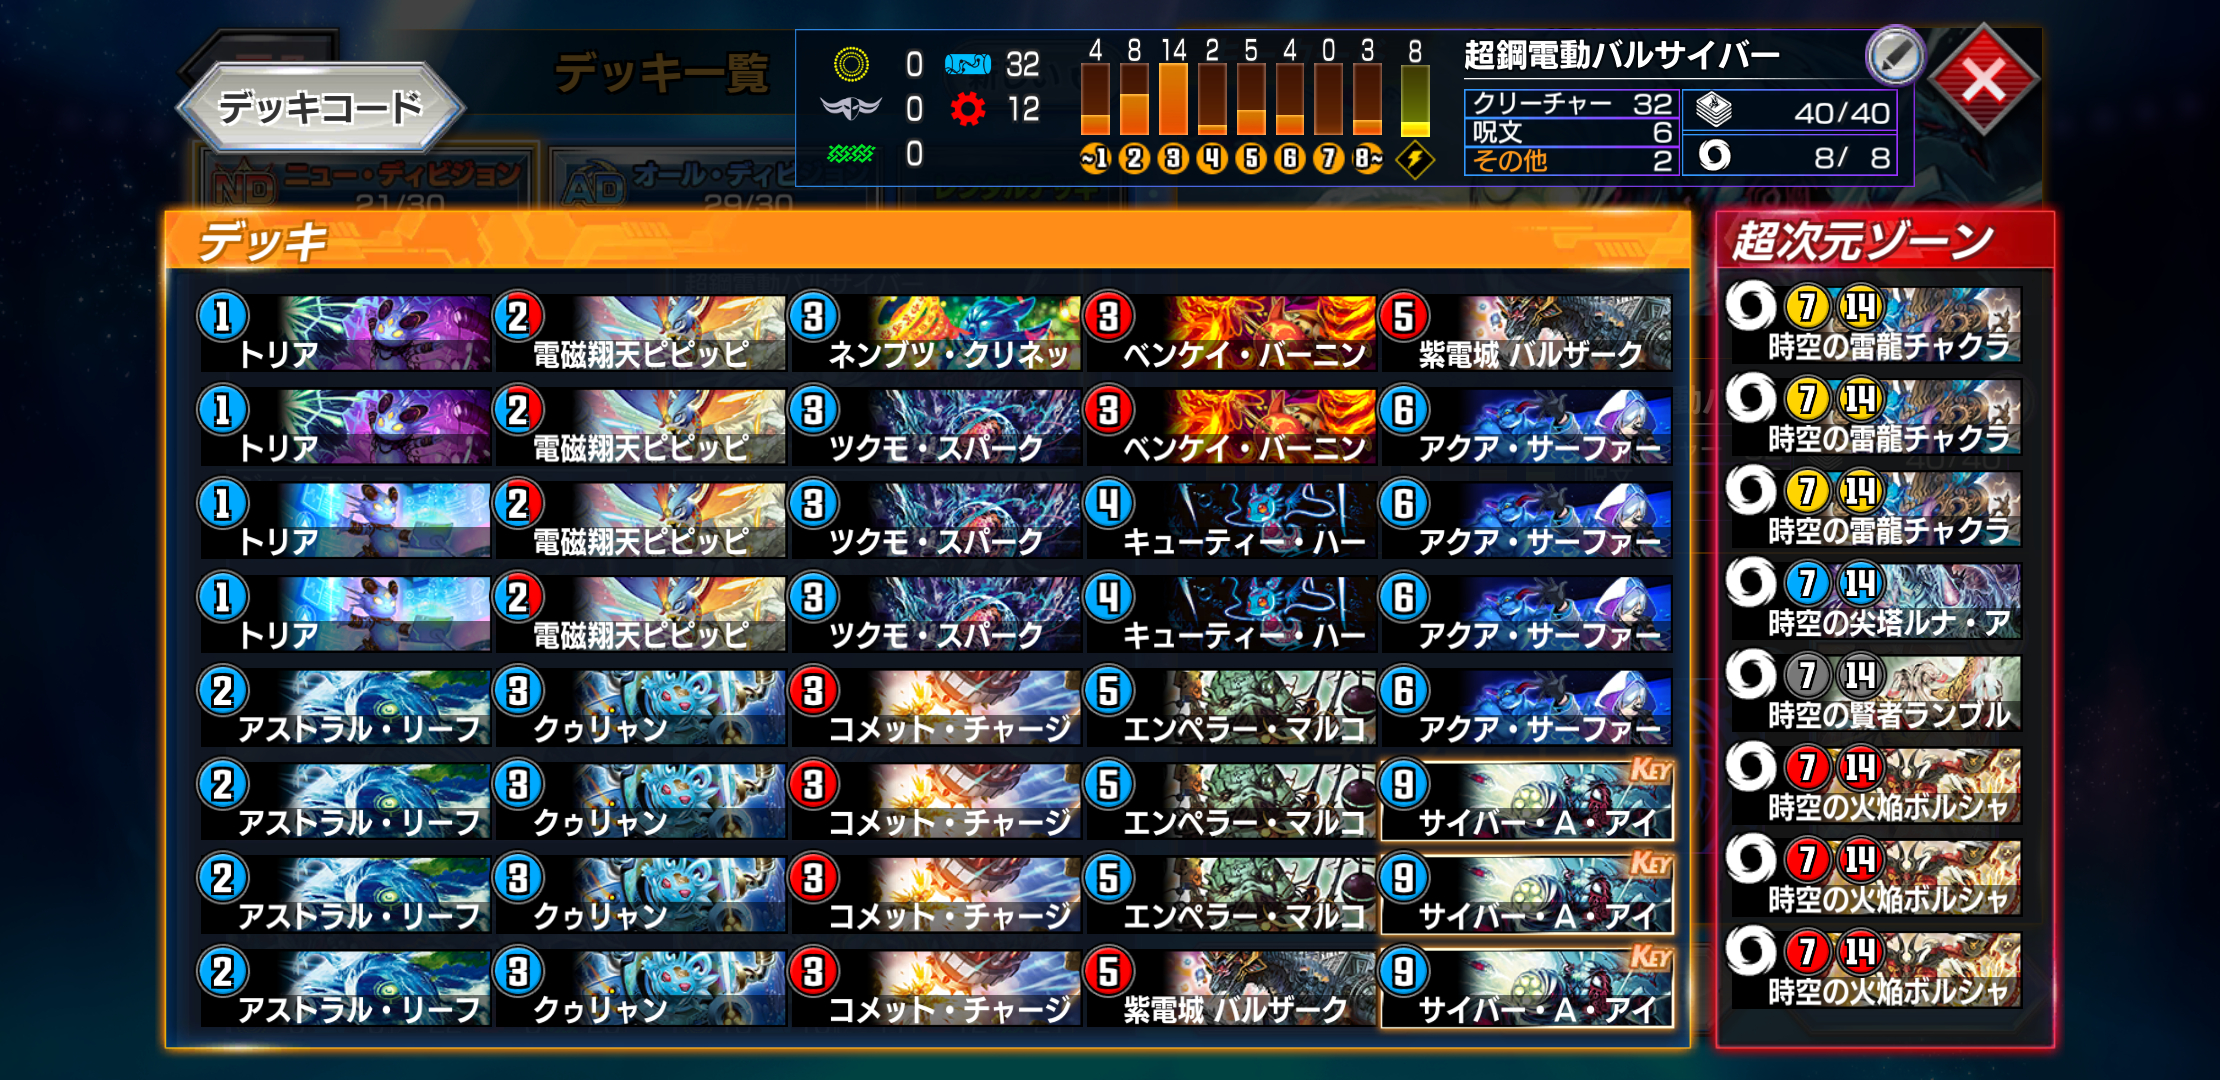 デッキコード
デッキ一覧
0 32
0 12
0
4 8 14 2 5 4 0 3 8
~1 2 3 4 5 6 7 8~
超鋼電動バルサイバー
クリーチャー 32
呪文 6
その他 2
40/40
8/ 8
ND ニュー・ディビジョン
21/30
AD オール・ディビジョン
29/30
レンタルデッキ
デッキ
1 トリア
2 電磁翔天ピピッピ
3 ネンブツ・クリネッ
3 ベンケイ・バーニン
5 紫電城 バルザーク
1 トリア
2 電磁翔天ピピッピ
3 ツクモ・スパーク
3 ベンケイ・バーニン
6 アクア・サーファー
1 トリア
2 電磁翔天ピピッピ
3 ツクモ・スパーク
4 キューティー・ハー
6 アクア・サーファー
1 トリア
2 電磁翔天ピピッピ
3 ツクモ・スパーク
4 キューティー・ハー
6 アクア・サーファー
2 アストラル・リーフ
3 クゥリャン
3 コメット・チャージ
5 エンペラー・マルコ
6 アクア・サーファー
2 アストラル・リーフ
3 クゥリャン
3 コメット・チャージ
5 エンペラー・マルコ
9 サイバー・A・アイ KEY
2 アストラル・リーフ
3 クゥリャン
3 コメット・チャージ
5 エンペラー・マルコ
9 サイバー・A・アイ KEY
2 アストラル・リーフ
3 クゥリャン
3 コメット・チャージ
5 紫電城 バルザーク
9 サイバー・A・アイ KEY
超次元ゾーン
7 14 時空の雷龍チャクラ
7 14 時空の雷龍チャクラ
7 14 時空の雷龍チャクラ
7 14 時空の尖塔ルナ・ア
7 14 時空の賢者ランブル
7 14 時空の火焔ボルシャ
7 14 時空の火焔ボルシャ
7 14 時空の火焔ボルシャ